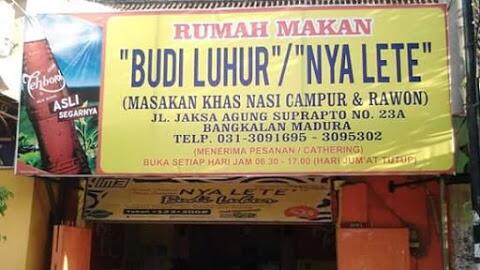 RUMAH MAKAN
"BUDI LUHUR"/"NYA LETE"
(MASAKAN KHAS NASI CAMPUR & RAWON)
JL. JAKSA AGUNG SUPRAPTO NO. 23A
BANGKALAN MADURA
TELP. 031-3091695 - 3095302
(MENERIMA PESANAN / CATHERING)
BUKA SETIAP HARI JAM 06.30 - 17.00 (HARI JUM'AT TUTUP)
Tehbotol
ASLI
SEGARNYA
IM3
NYA LETE"
Budi Luhur